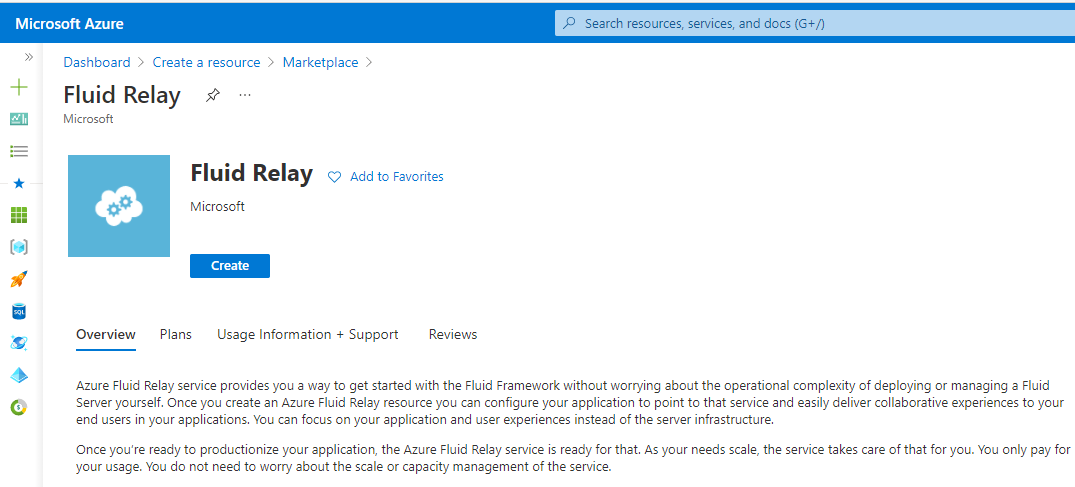 Microsoft Azure
Search resources, services, and docs (G+/)
Dashboard > Create a resource > Marketplace >
Fluid Relay
Microsoft
Fluid Relay
Add to Favorites
Microsoft
Create
Overview
Plans
Usage Information + Support
Reviews
Azure Fluid Relay service provides you a way to get started with the Fluid Framework without worrying about the operational complexity of deploying or managing a Fluid
Server yourself. Once you create an Azure Fluid Relay resource you can configure your application to point to that service and easily deliver collaborative experiences to your
end users in your applications. You can focus on your application and user experiences instead of the server infrastructure.
Once you're ready to productionize your application, the Azure Fluid Relay service is ready for that. As your needs scale, the service takes care of that for you. You only pay for
your usage. You do not need to worry about the scale or capacity management of the service.
SQL